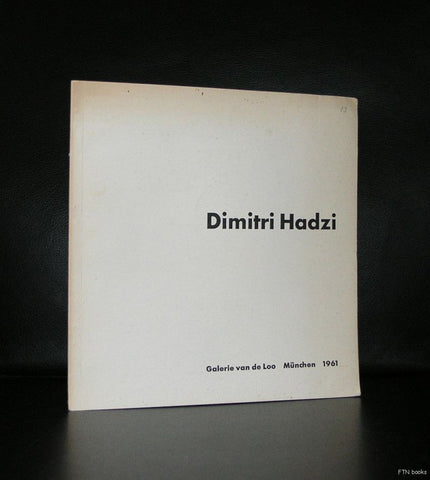 Dimitri Hadzi
Galerie van de Loo München 1961
FTN books